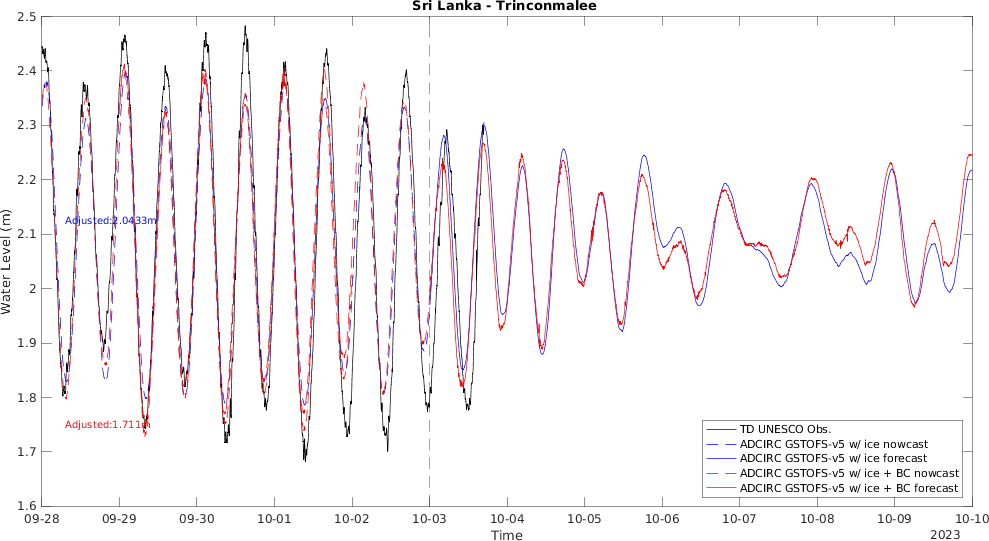 Sri Lanka - Trinconmalee
2.5
2.4
2.3
2.2
2.1
2
1.9
1.8
1.7
1.6
Water Level (m)
Adjusted:2.0433m
Adjusted:1.711m
TD UNESCO Obs.
ADCIRC GSTOFS-v5 w/ ice nowcast
ADCIRC GSTOFS-v5 w/ ice forecast
ADCIRC GSTOFS-v5 w/ ice + BC nowcast
ADCIRC GSTOFS-v5 w/ ice + BC forecast
09-28 09-29 09-30 10-01 10-02 10-03 10-04 10-05 10-06 10-07 10-08 10-09 10-10
Time
2023